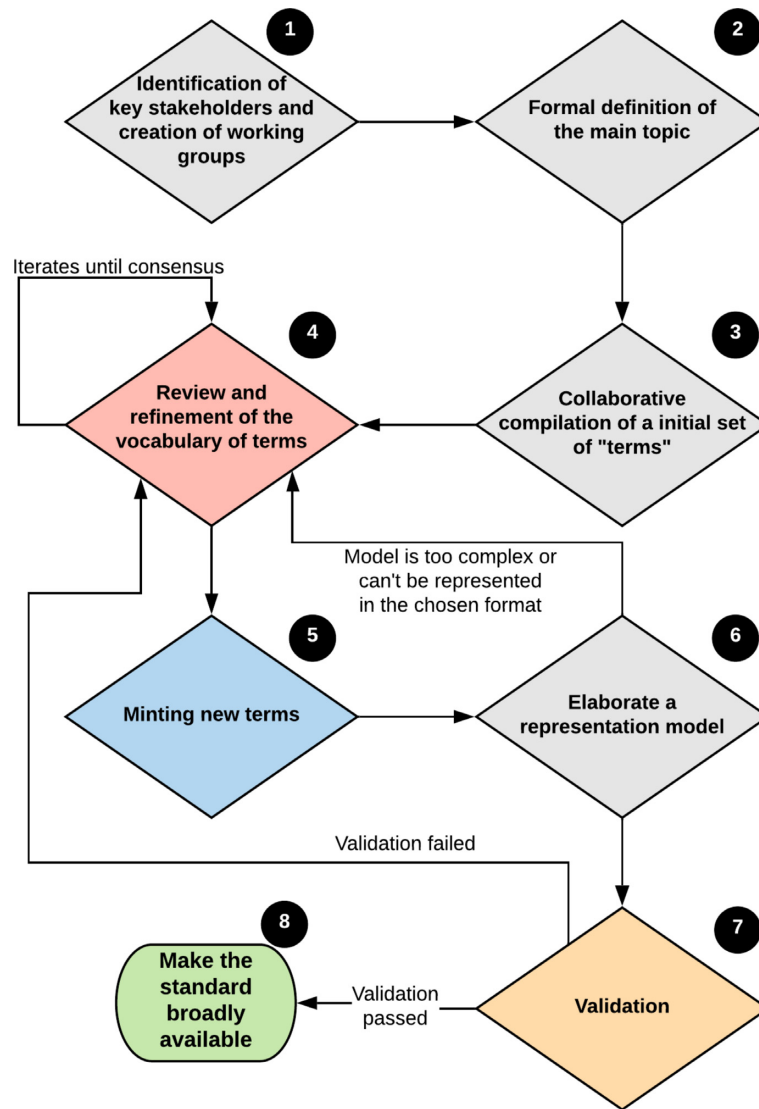 1
Identification of
key stakeholders and
creation of working
groups
2
Formal definition of
the main topic
Iterates until consensus
4
Review and
refinement of the
vocabulary of terms
3
Collaborative
compilation of a initial set
of "terms"
Model is too complex or
can't be represented
in the chosen format
5
Minting new terms
6
Elaborate a
representation model
Validation failed
8
Make the
standard
broadly
available
Validation
passed
7
Validation